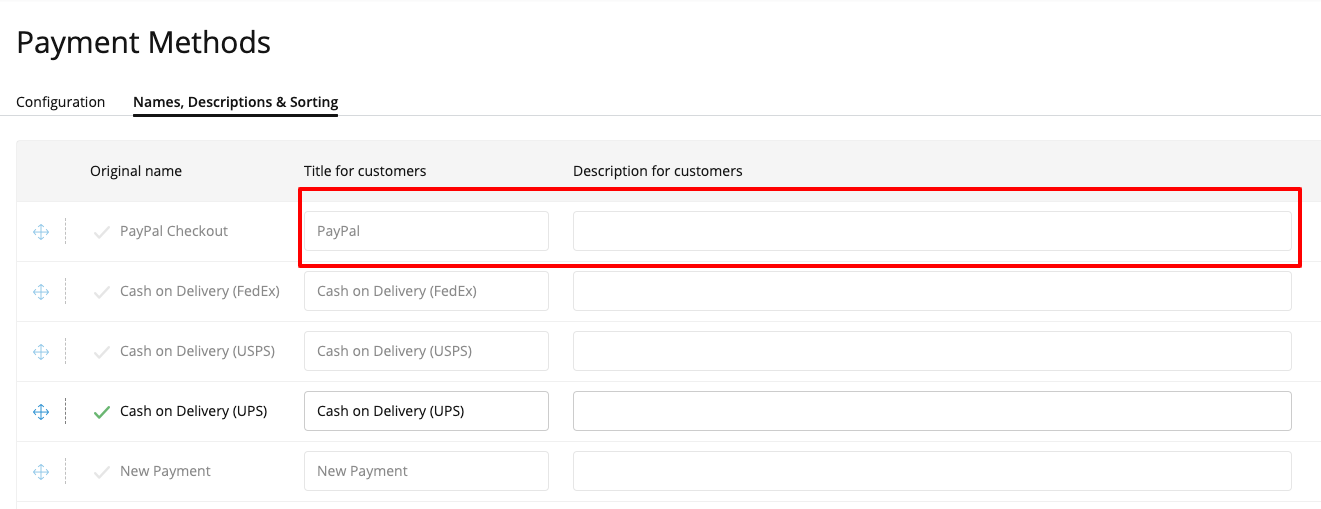 Payment Methods
Configuration Names, Descriptions & Sorting
Original name Title for customers Description for customers
PayPal Checkout PayPal
Cash on Delivery (FedEx) Cash on Delivery (FedEx)
Cash on Delivery (USPS) Cash on Delivery (USPS)
Cash on Delivery (UPS) Cash on Delivery (UPS)
New Payment New Payment